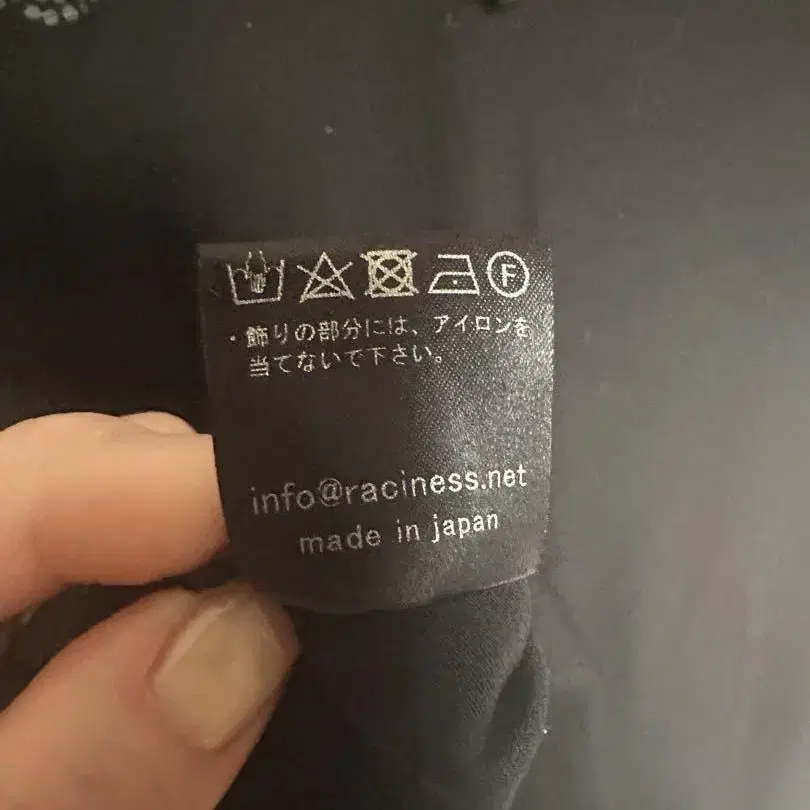 F
・飾りの部分には、アイロンを
当てないで下さい。
info@raciness.net
made in japan